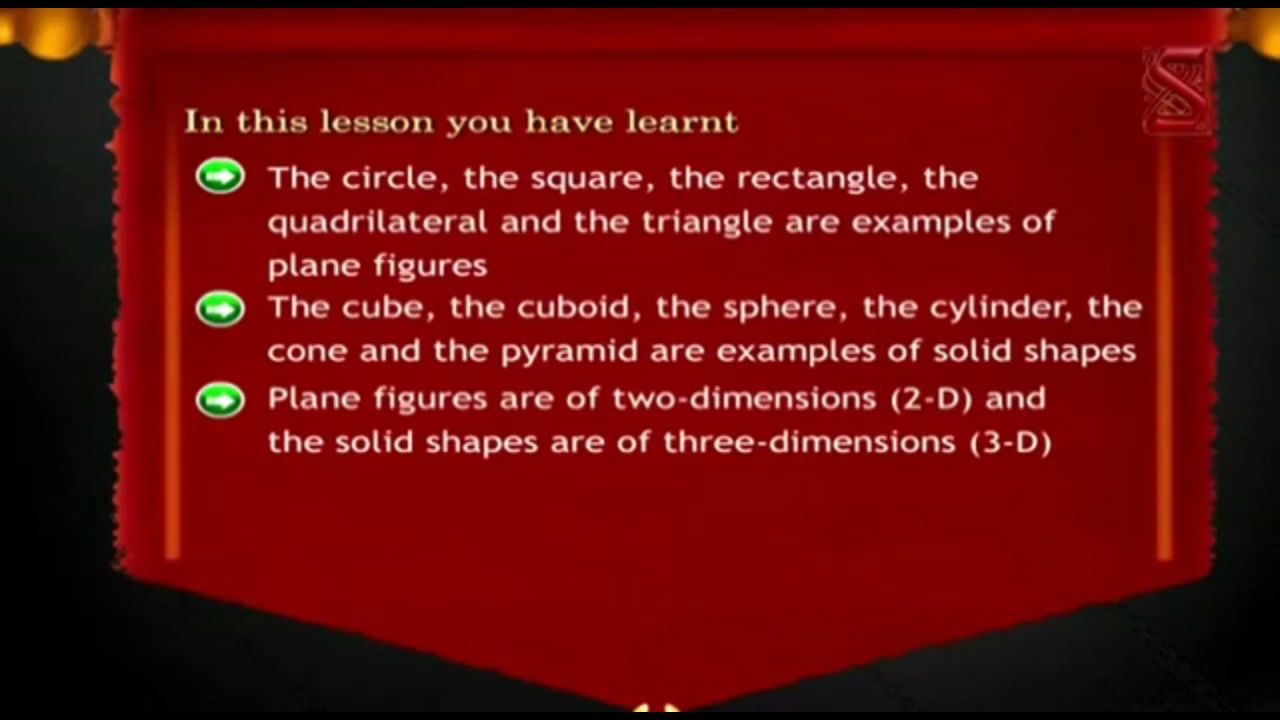 In this lesson you have learnt
The circle, the square, the rectangle, the
quadrilateral and the triangle are examples of
plane figures
The cube, the cuboid, the sphere, the cylinder, the
cone and the pyramid are examples of solid shapes
Plane figures are of two-dimensions (2-D) and
the solid shapes are of three-dimensions (3-D)